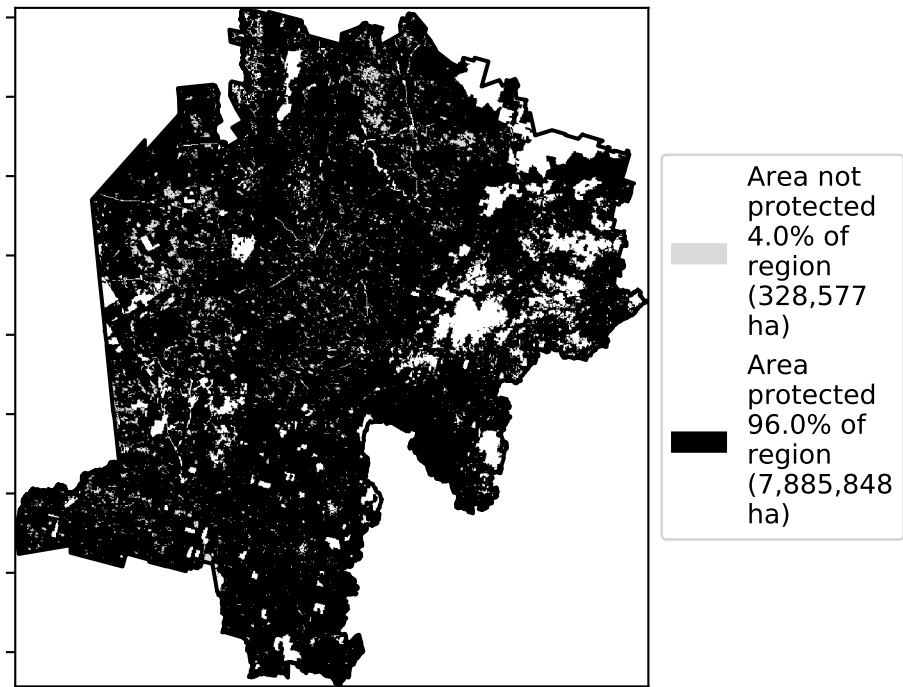 Area not
protected
4.0% of
region
(328,577
ha)
Area
protected
96.0% of
region
(7,885,848
ha)